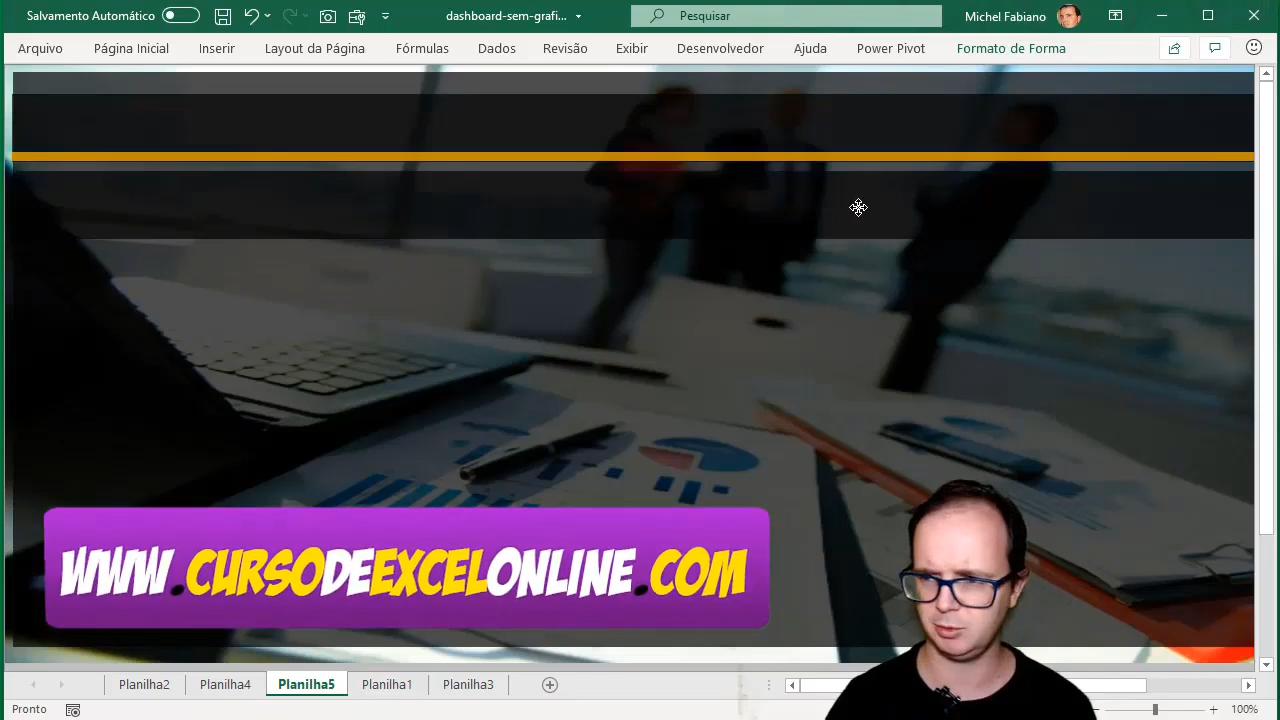 Salvamento Automático
dashboard-sem-grafi...
Pesquisar
Michel Fabiano
Arquivo Página Inicial Inserir Layout da Página Fórmulas Dados Revisão Exibir Desenvolvedor Ajuda Power Pivot Formato de Forma
WWW.CURSODEEXCELONLINE.COM
Planilha2 Planilha4 Planilha5 Planilha1 Planilha3
Pronto
100%